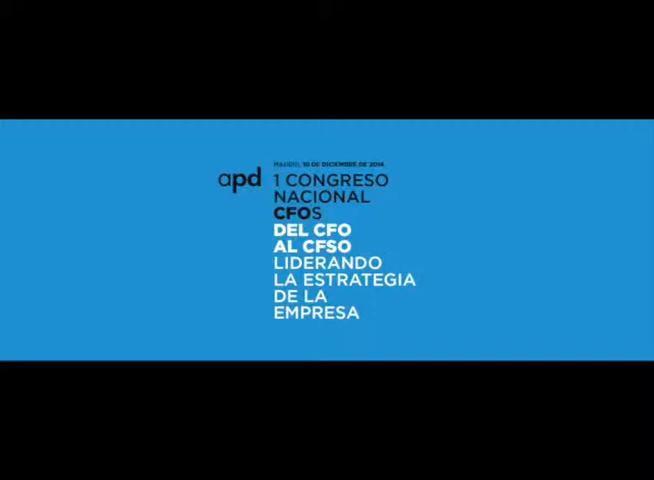 apd
MADRID, 10 DE DICIEMBRE DE 2014
1 CONGRESO
NACIONAL
CFOS
DEL CFO
AL CFSO
LIDERANDO
LA ESTRATEGIA
DE LA
EMPRESA